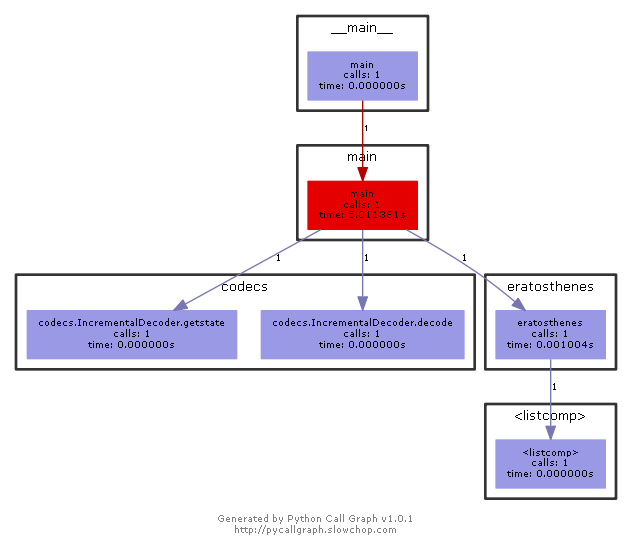 __main__
main
calls: 1
time: 0.000000s
1
main
main
calls: 1
time: 5.011361s
1
1
1
codecs
eratosthenes
codecs.IncrementalDecoder.getstate
calls: 1
time: 0.000000s
codecs.IncrementalDecoder.decode
calls: 1
time: 0.000000s
eratosthenes
calls: 1
time: 0.001004s
1
<listcomp>
<listcomp>
calls: 1
time: 0.000000s
Generated by Python Call Graph v1.0.1
http://pycallgraph.slowchop.com